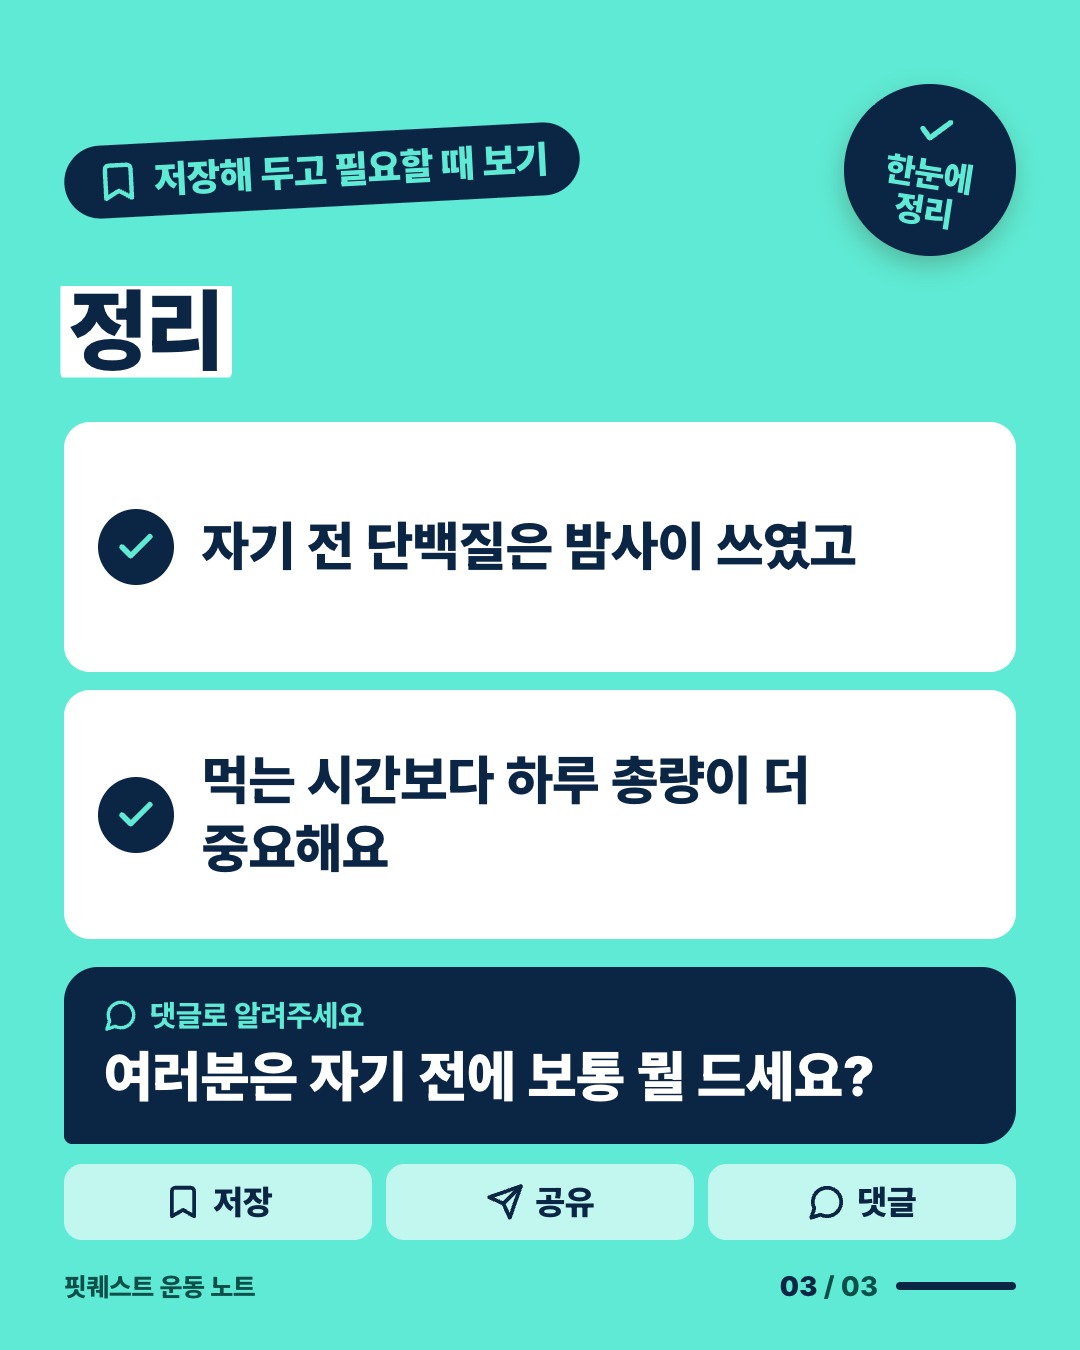 저장해 두고 필요할 때 보기
한눈에
정리
정리
자기 전 단백질은 밤사이 쓰였고
먹는 시간보다 하루 총량이 더
중요해요
댓글로 알려주세요
여러분은 자기 전에 보통 뭘 드세요?
저장
공유
댓글
핏퀘스트 운동 노트
03 / 03